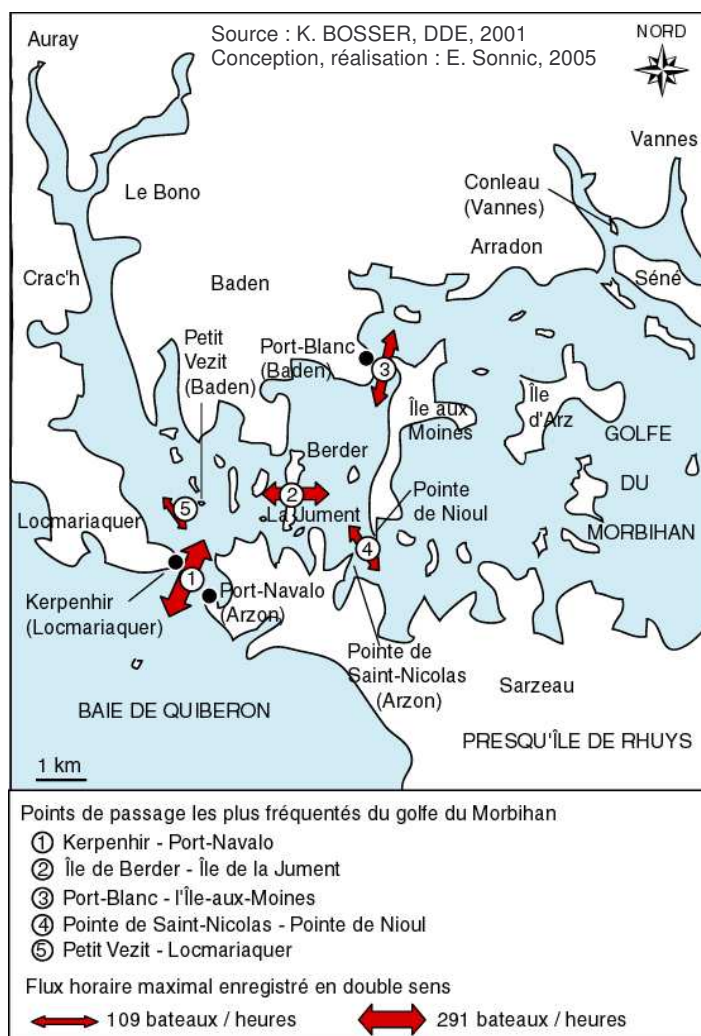 Source : K. BOSSER, DDE, 2001
Conception, réalisation : E. Sonnic, 2005
NORD
Auray
Vannes
Conleau
(Vannes)
Le Bono
Arradon
Crac'h
Baden
Séné
Petit
Vezit
(Baden)
Port-Blanc
(Baden)
3
Île aux
Moines
Île
d'Arz
GOLFE
DU
MORBIHAN
Berder
2
La Jument
Pointe
de Nioul
5
Locmariaquer
4
1
Kerpenhir
(Locmariaquer)
Port-Navalo
(Arzon)
Pointe de
Saint-Nicolas
(Arzon)
Sarzeau
BAIE DE QUIBERON
PRESQU'ÎLE DE RHUYS
1 km
Points de passage les plus fréquentés du golfe du Morbihan
1 Kerpenhir - Port-Navalo
2 Île de Berder - Île de la Jument
3 Port-Blanc - l'Île-aux-Moines
4 Pointe de Saint-Nicolas - Pointe de Nioul
5 Petit Vezit - Locmariaquer
Flux horaire maximal enregistré en double sens
109 bateaux / heures
291 bateaux / heures